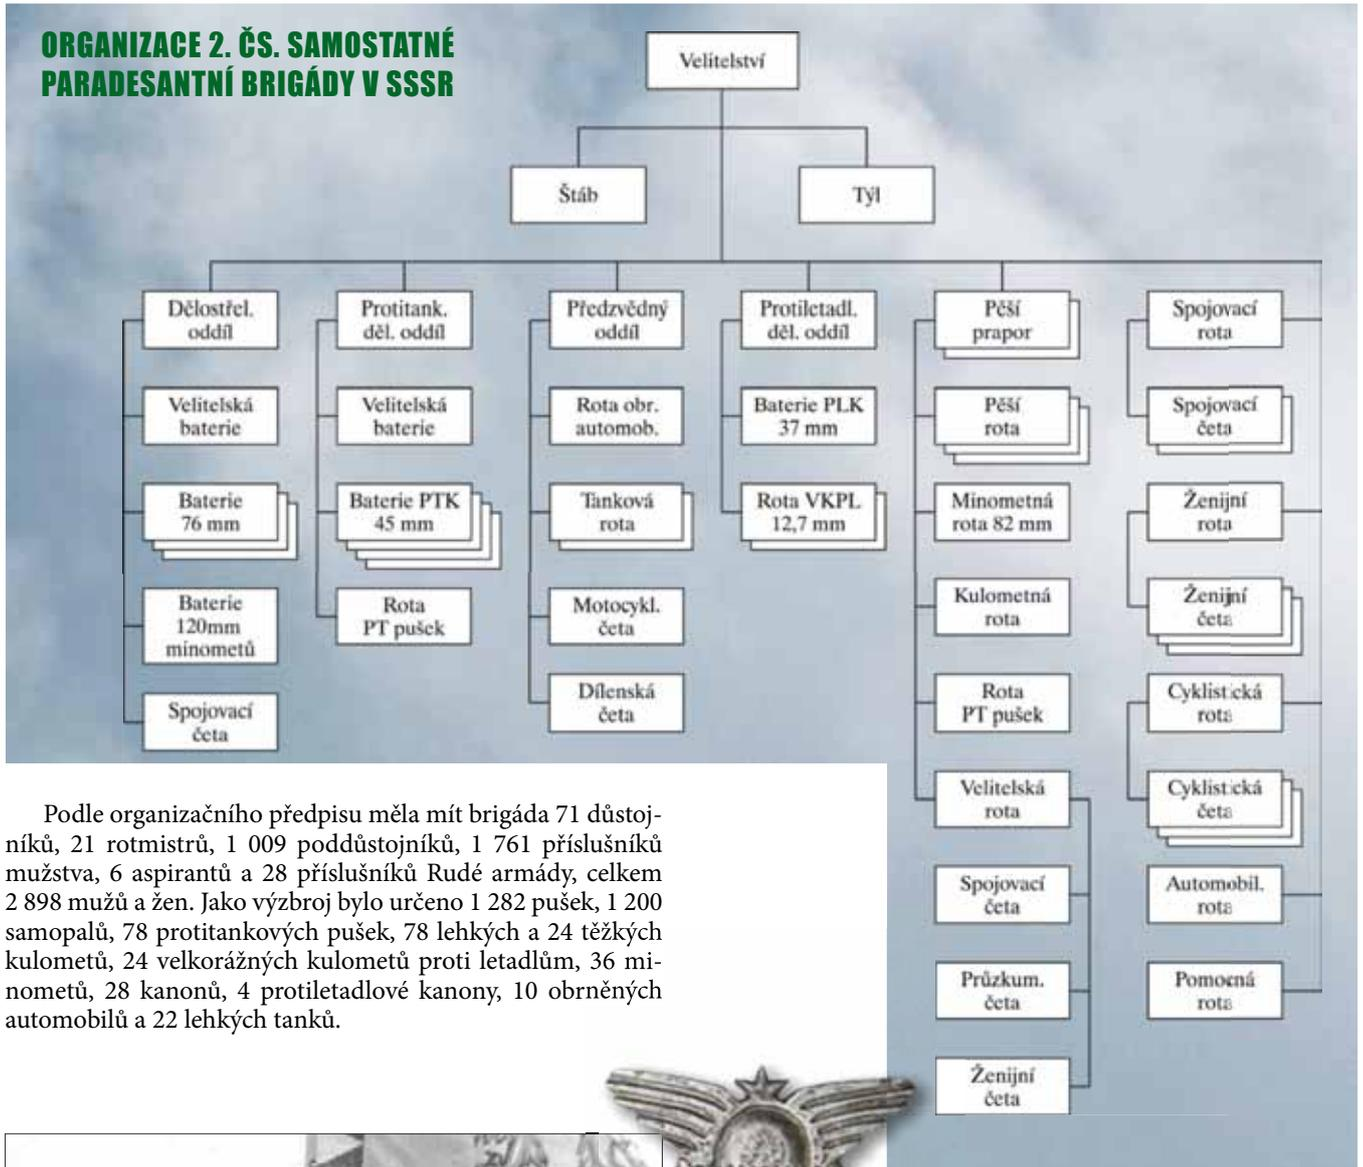 ORGANIZACE 2. ČS. SAMOSTATNÉ
PARADESANTNÍ BRIGÁDY V SSSR
Velitelství
Štáb
Týl
Dělostřel.
oddíl
Velitelská
baterie
Baterie
76 mm
Baterie
120mm
minometů
Spojovací
četa
Protitank.
děl. oddíl
Velitelská
baterie
Baterie PTK
45 mm
Rota
PT pušek
Předzvědný
oddíl
Rota obr.
automob.
Tanková
rota
Motocykl.
četa
Dílenská
četa
Protiletadl.
děl. oddíl
Baterie PLK
37 mm
Rota VKPL
12,7 mm
Pěší
prapor
Pěší
rota
Minometná
rota 82 mm
Kulometná
rota
Rota
PT pušek
Velitelská
rota
Spojovací
četa
Průzkum.
četa
Ženijní
četa
Spojovací
rota
Spojovací
četa
Ženijní
rota
Ženijní
četa
Cyklistická
rota
Cyklistická
četa
Automobil.
rota
Pomocná
rota
Podle organizačního předpisu měla mít brigáda 71 důstoj-
níků, 21 rotmistrů, 1 009 poddůstojníků, 1 761 příslušníků
mužstva, 6 aspirantů a 28 příslušníků Rudé armády, celkem
2 898 mužů a žen. Jako výzbroj bylo určeno 1 282 pušek, 1 200
samopalů, 78 protitankových pušek, 78 lehkých a 24 těžkých
kulometů, 24 velkorážných kulometů proti letadlům, 36 mi-
nometů, 28 kanonů, 4 protiletadlové kanony, 10 obrněných
automobilů a 22 lehkých tanků.